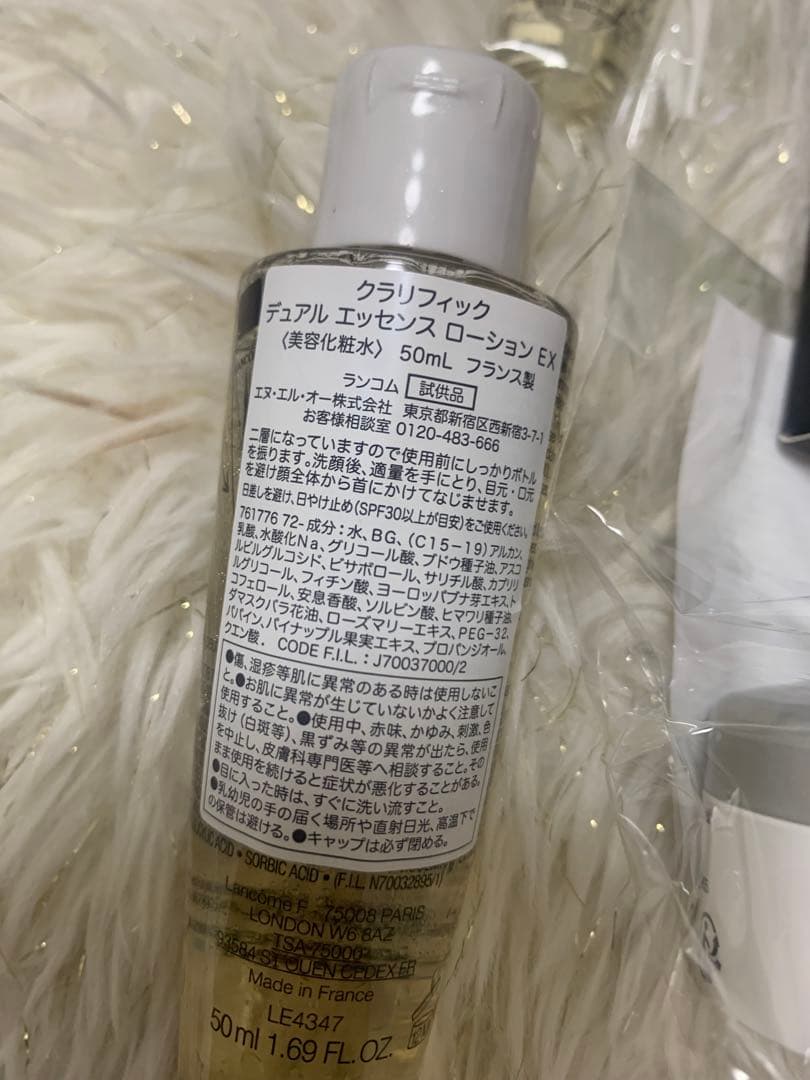 クラリフィック
デュアル エッセンス ローション EX
〈美容化粧水〉 50mL フランス製
ランコム 試供品
エヌ・エル・オー株式会社 東京都新宿区西新宿3-7-1
お客様相談室 0120-483-666
二層になっていますので使用前にしっかりボトル
を振ります。洗顔後、適量を手にとり、目元・口元
を避け顔全体から首にかけてなじませます。
日差しを避け、日やけ止め(SPF30以上が目安)をご使用ください。
761776 72-成分:水、BG、(C15-19)アルカン、
乳酸、水酸化Na、グリコール酸、ブドウ種子油、アスコ
ルビルグルコシド、ビサボロール、サリチル酸、カプリリ
ルグリコール、フィチン酸、ヨーロッパブナ芽エキス、ト
コフェロール、安息香酸、ソルビン酸、ヒマワリ種子油、
ダマスクバラ花油、ローズマリーエキス、PEG-32、
パパイン、パイナップル果実エキス、プロパンジオール、
クエン酸. CODE F.I.L. : J70037000/2
●傷、湿疹等肌に異常のある時は使用しないこ
と。●お肌に異常が生じていないかよく注意して
使用すること。●使用中、赤味、かゆみ、刺激、色
抜け(白斑等)、黒ずみ等の異常が出たら、使用
を中止し、皮膚科専門医等へ相談すること。その
まま使用を続けると症状が悪化することがある。
●目に入った時は、すぐに洗い流すこと。
●乳幼児の手の届く場所や直射日光、高温下で
の保管は避ける。●キャップは必ず閉める。
ACID • SORBIC ACID • (F.I.L. N70032895/1)
Lancôme F - 75008 PARIS
LONDON W6 8AZ
TSA 75000
93584 ST OUEN CEDEX FR
Made in France
LE4347
50 ml 1.69 FL.OZ.